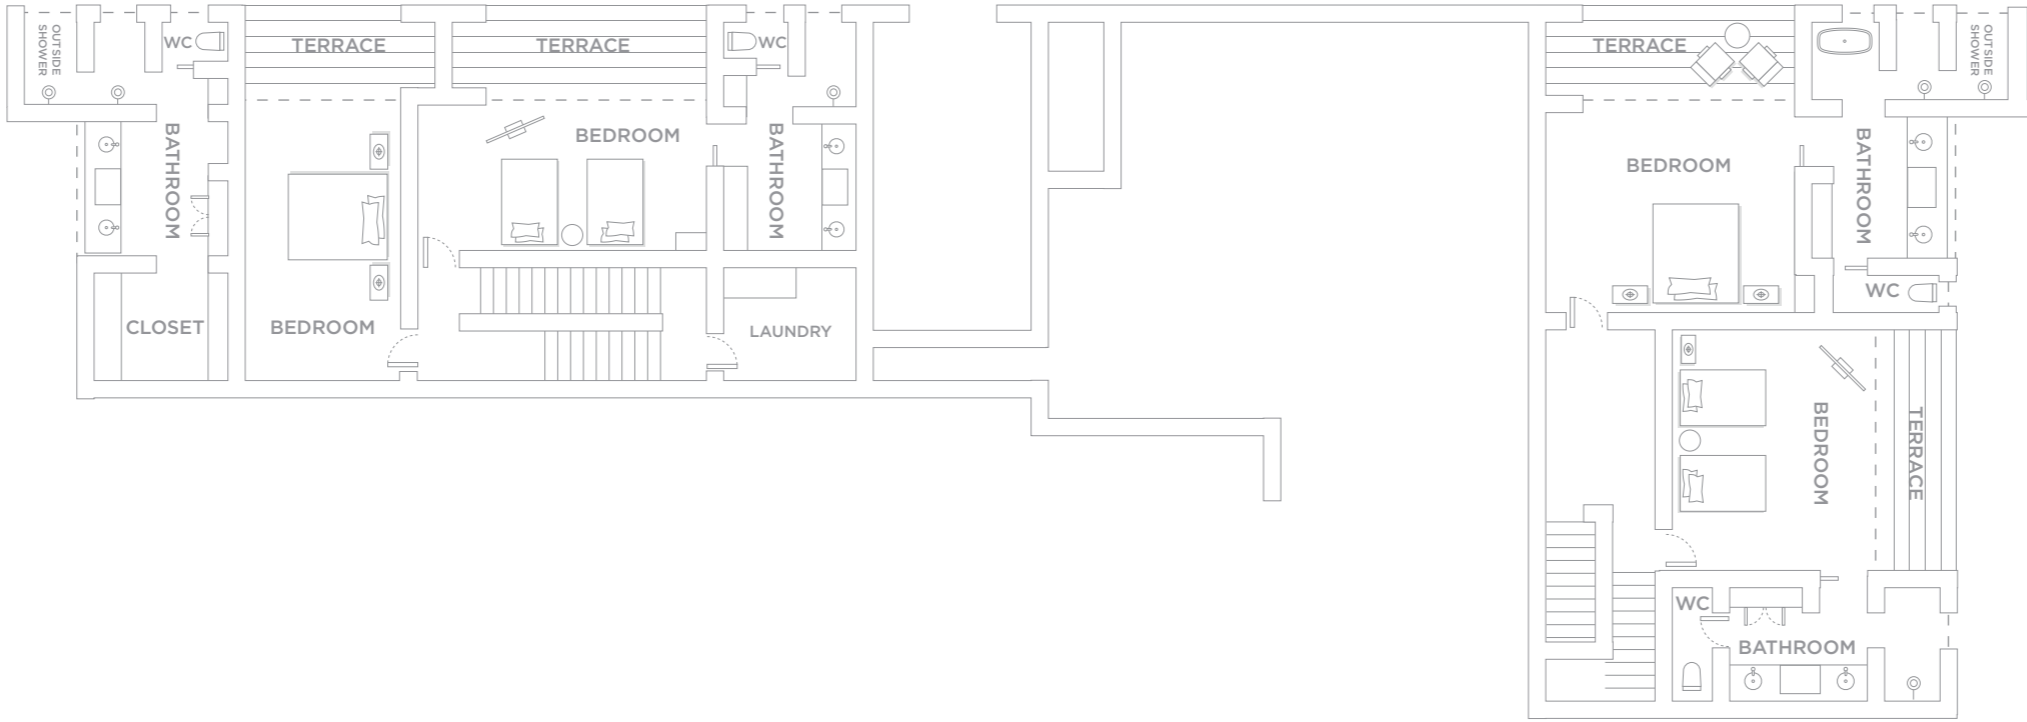 OUTSIDE
SHOWER
WC
TERRACE
TERRACE
WC
BATHROOM
BEDROOM
BATHROOM
CLOSET
BEDROOM
LAUNDRY
TERRACE
OUTSIDE
SHOWER
BEDROOM
BATHROOM
WC
BEDROOM
TERRACE
WC
BATHROOM